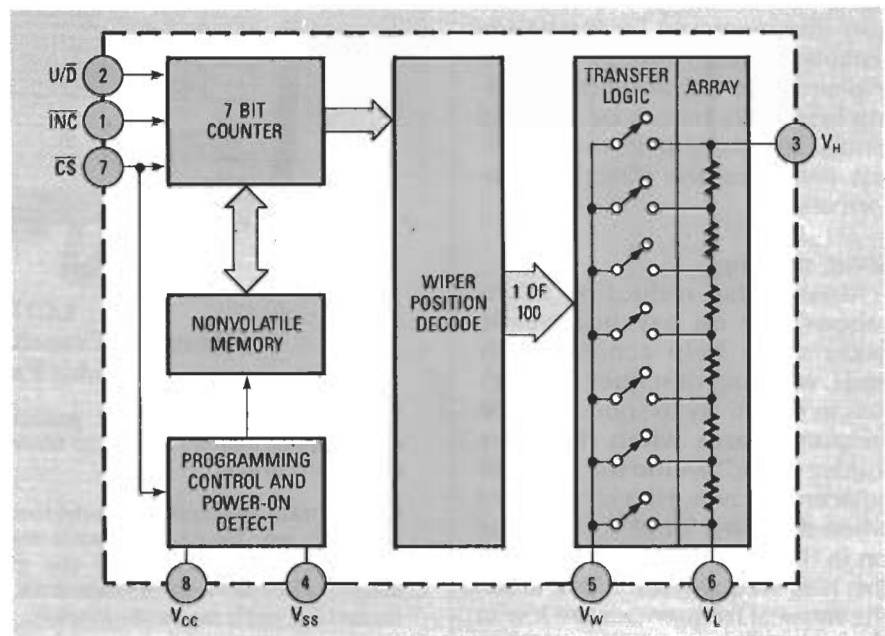 U/D̅ 2
I̅N̅C̅ 1
C̅S̅ 7
7 BIT
COUNTER
NONVOLATILE
MEMORY
PROGRAMMING
CONTROL AND
POWER-ON
DETECT
WIPER
POSITION
DECODE
1 OF
100
TRANSFER
LOGIC
ARRAY
3 VH
8
VCC
4
VSS
5
VW
6
VL